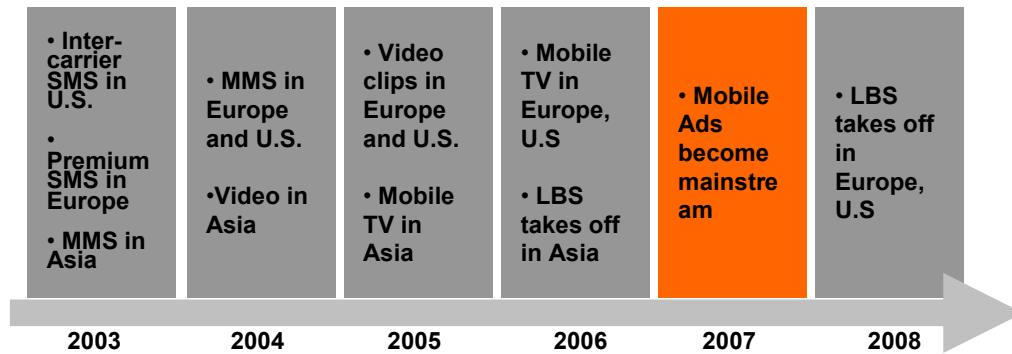 • Inter-
carrier
SMS in
U.S.
•
Premium
SMS in
Europe
• MMS in
Asia
• MMS in
Europe
and U.S.
•Video in
Asia
• Video
clips in
Europe
and U.S.
• Mobile
TV in
Asia
• Mobile
TV in
Europe,
U.S
• LBS
takes off
in Asia
• Mobile
Ads
become
mainstre
am
• LBS
takes off
in
Europe,
U.S
2003
2004
2005
2006
2007
2008